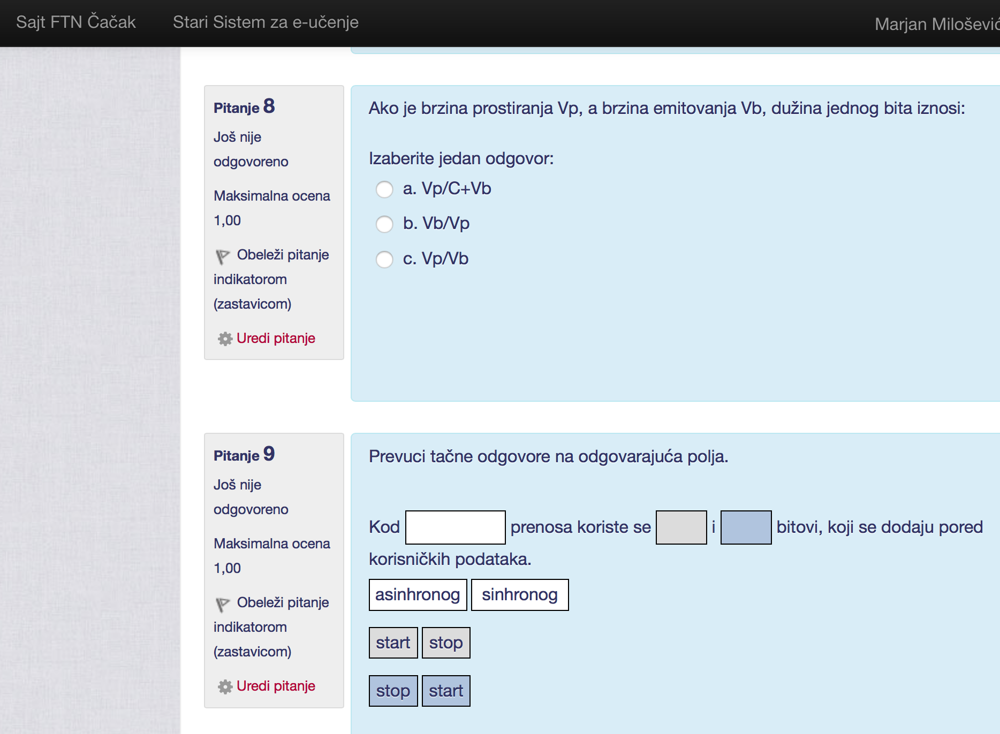 Sajt FTN Čačak Stari Sistem za e-učenje Marjan Milošević
Pitanje 8
Još nije
odgovoreno
Maksimalna ocena
1,00
Obeleži pitanje
indikatorom
(zastavicom)
Uredi pitanje
Ako je brzina prostiranja Vp, a brzina emitovanja Vb, dužina jednog bita iznosi:
Izaberite jedan odgovor:
a. Vp/C+Vb
b. Vb/Vp
c. Vp/Vb
Pitanje 9
Još nije
odgovoreno
Maksimalna ocena
1,00
Obeleži pitanje
indikatorom
(zastavicom)
Uredi pitanje
Prevuci tačne odgovore na odgovarajuća polja.
Kod prenosa koriste se i bitovi, koji se dodaju pored
korisničkih podataka.
asinhronog sinhronog
start stop
stop start